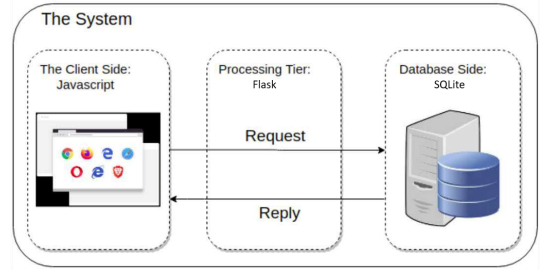 The System
The Client Side:
Javascript
Processing Tier:
Flask
Database Side:
SQLite
Request
Reply